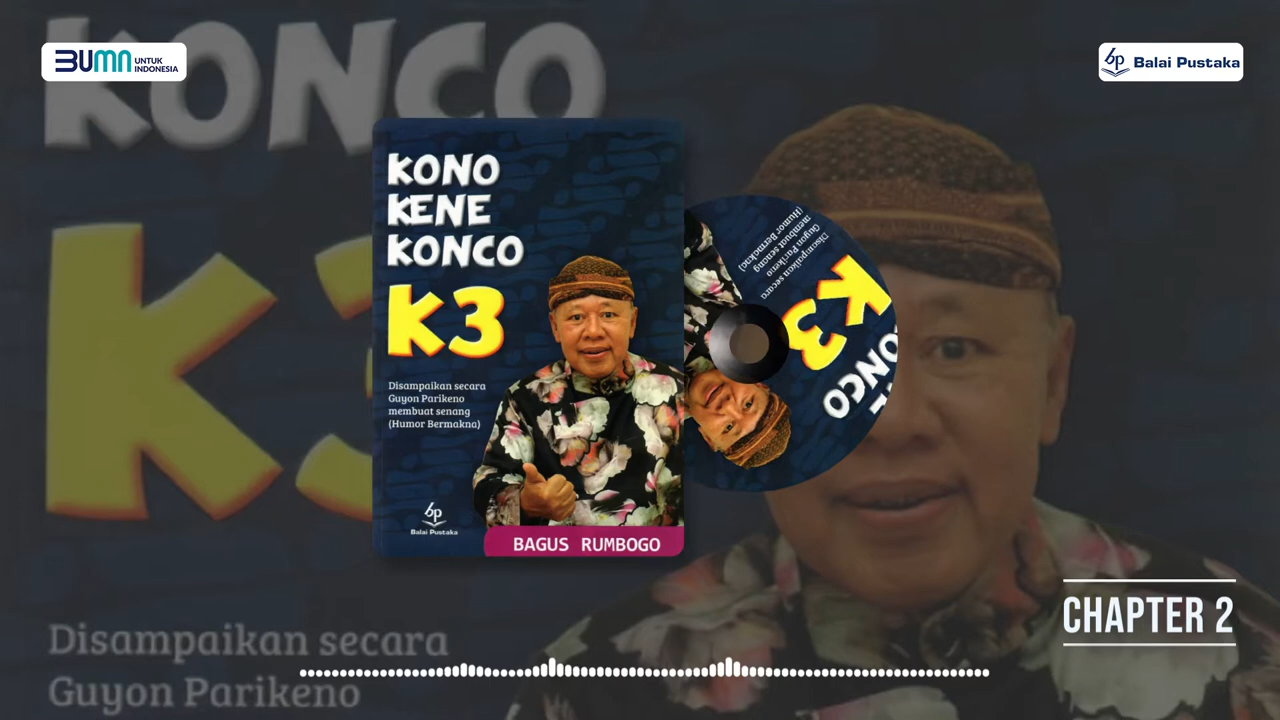 KONCO
BUMN UNTUK
INDONESIA
bp Balai Pustaka
KONO
KENE
KONCO
K3
Disampaikan secara
Guyon Parikeno
membuat senang
(Humor Bermakna)
bp
Balai Pustaka
BAGUS RUMBOGO
Disampaikan secara
Guyon Parikeno
membuat senang
(Humor Bermakna)
K3
KONCO
K3
CHAPTER 2
Disampaikan secara
Guyon Parikeno